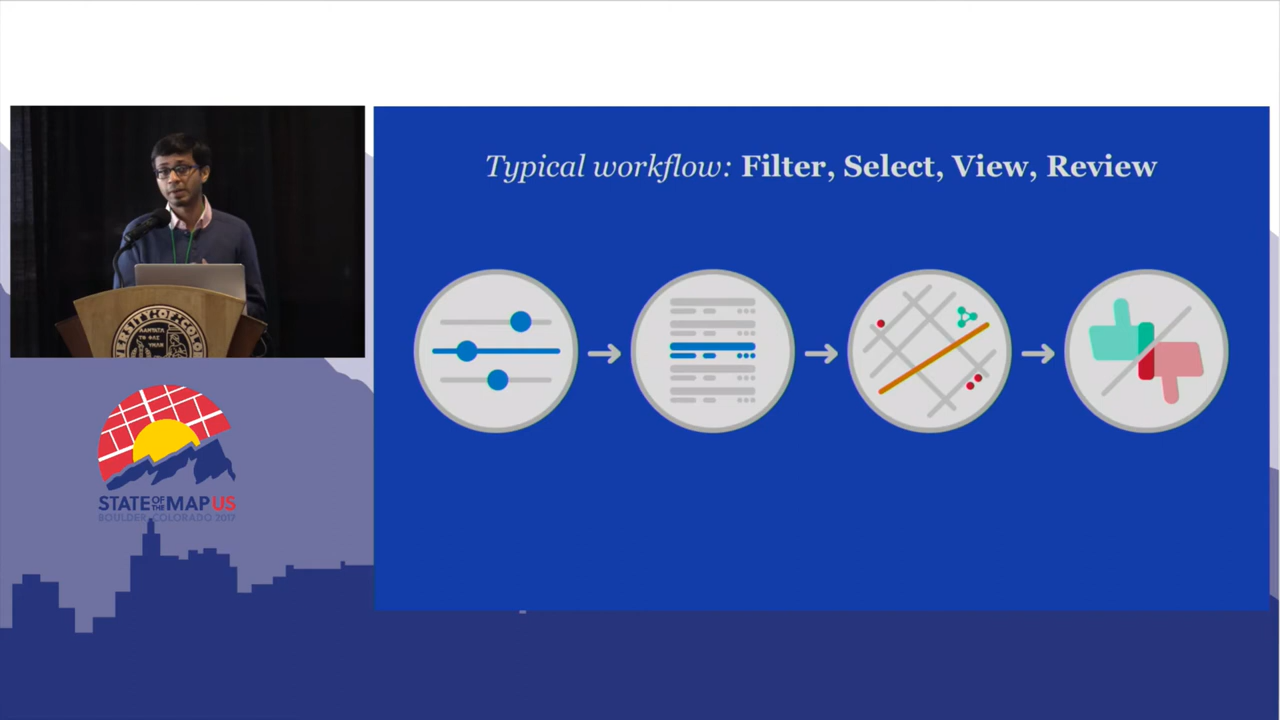 Typical workflow: Filter, Select, View, Review
STATE OF THE MAP US
BOULDER, COLORADO 2017